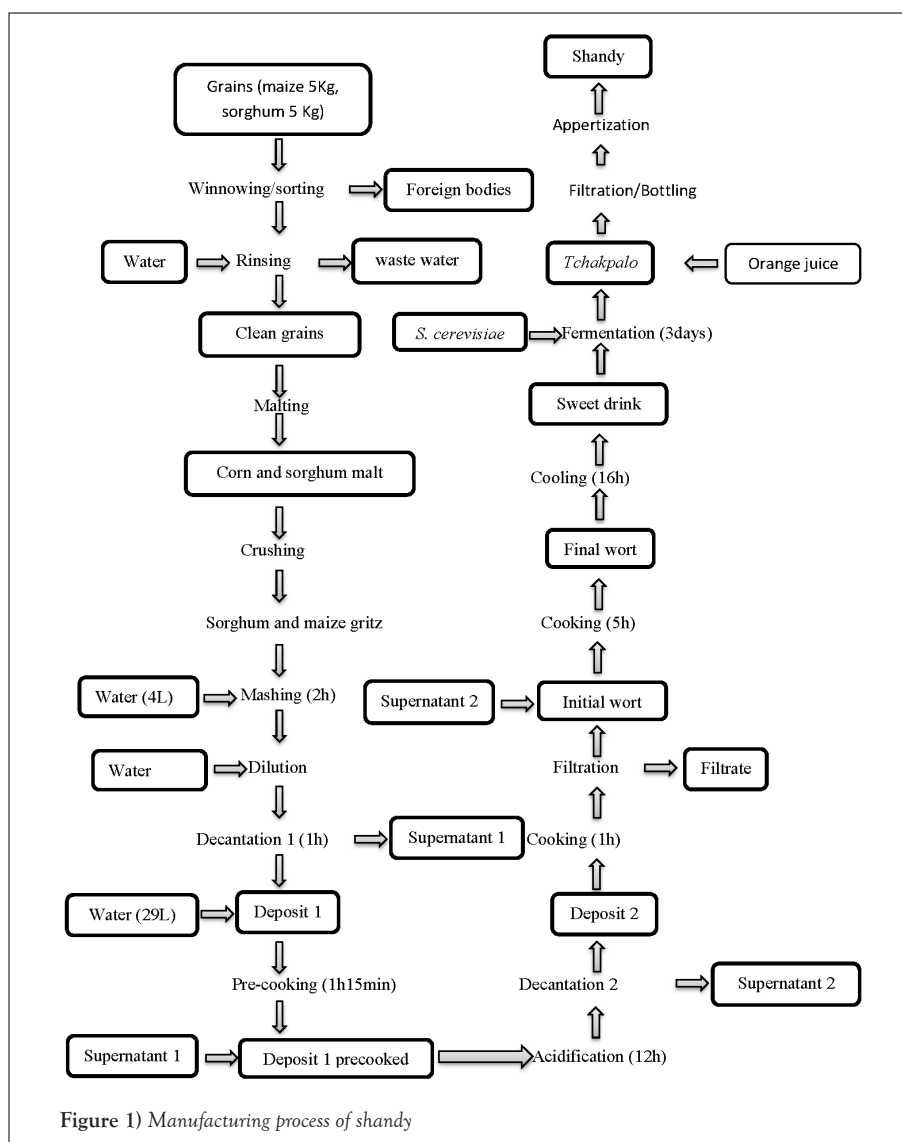 Grains (maize 5Kg,
sorghum 5 Kg)
Winnowing/sorting
Foreign bodies
Water
Rinsing
waste water
Clean grains
Malting
Corn and sorghum malt
Crushing
Sorghum and maize gritz
Water (4L)
Mashing (2h)
Water
Dilution
Decantation 1 (1h)
Supernatant 1
Water (29L)
Deposit 1
Pre-cooking (1h15min)
Supernatant 1
Deposit 1 precooked
Acidification (12h)
Decantation 2
Supernatant 2
Deposit 2
Cooking (1h)
Filtration
Filtrate
Supernatant 2
Initial wort
Cooking (5h)
Final wort
Cooling (16h)
Sweet drink
S. cerevisiae
Fermentation (3days)
Tchakpalo
Orange juice
Filtration/Bottling
Appertization
Shandy
Figure 1) Manufacturing process of shandy